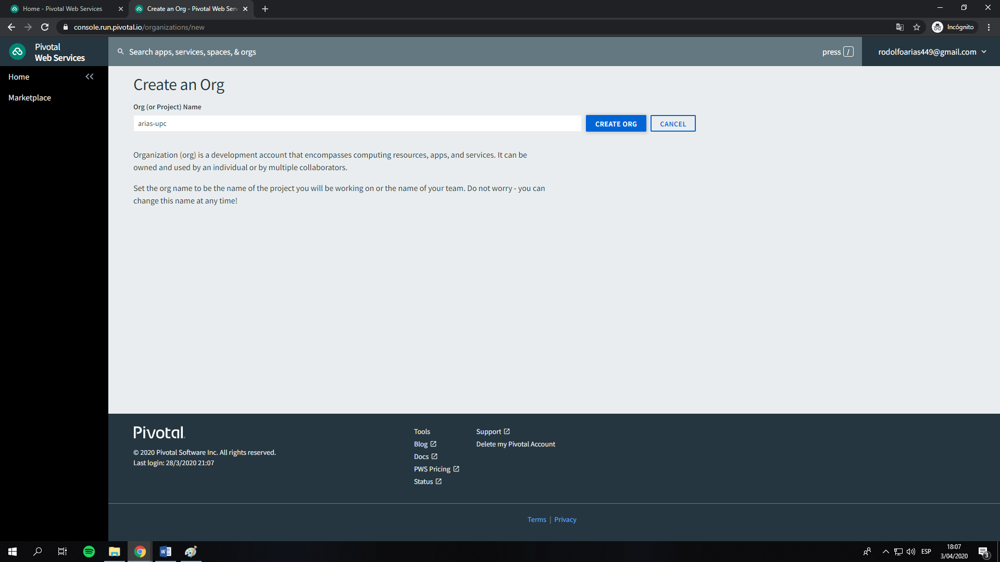 Home - Pivotal Web Services
Create an Org - Pivotal Web Serv
console.run.pivotal.io/organizations/new
Incógnito
Pivotal
Web Services
Search apps, services, spaces, & orgs
press /
rodolfoarias449@gmail.com
Home
Marketplace
Create an Org
Org (or Project) Name
arias-upc
CREATE ORG
CANCEL
Organization (org) is a development account that encompasses computing resources, apps, and services. It can be
owned and used by an individual or by multiple collaborators.
Set the org name to be the name of the project you will be working on or the name of your team. Do not worry - you can
change this name at any time!
Pivotal
© 2020 Pivotal Software Inc. All rights reserved.
Last login: 28/3/2020 21:07
Tools
Blog
Docs
PWS Pricing
Status
Support
Delete my Pivotal Account
Terms | Privacy
ESP
18:07
3/04/2020
3